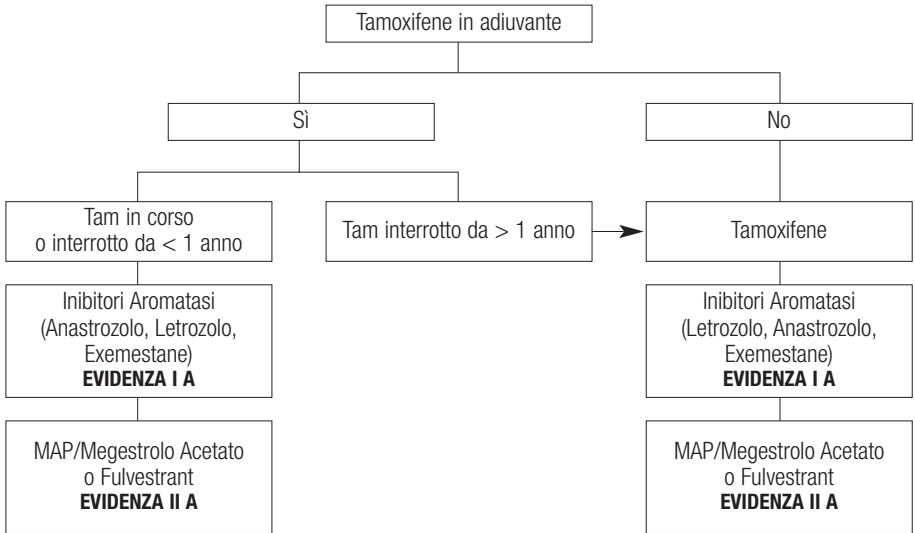 Tamoxifene in adiuvante
Sì
No
Tam in corso
o interrotto da < 1 anno
Tam interrotto da > 1 anno
Tamoxifene
Inibitori Aromatasi
(Anastrozolo, Letrozolo,
Exemestane)
EVIDENZA I A
Inibitori Aromatasi
(Letrozolo, Anastrozolo,
Exemestane)
EVIDENZA I A
MAP/Megestrolo Acetato
o Fulvestrant
EVIDENZA II A
MAP/Megestrolo Acetato
o Fulvestrant
EVIDENZA II A